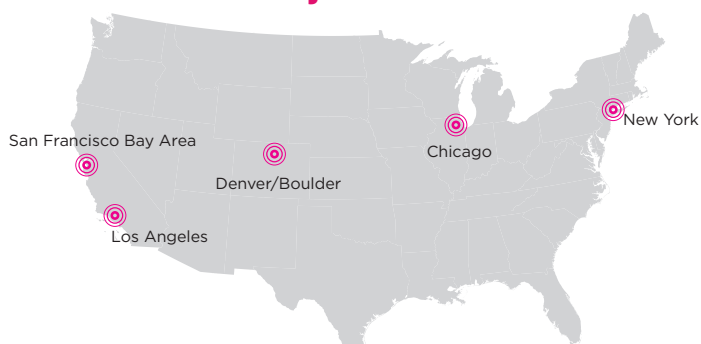 New York
San Francisco Bay Area
Chicago
Denver/Boulder
Los Angeles